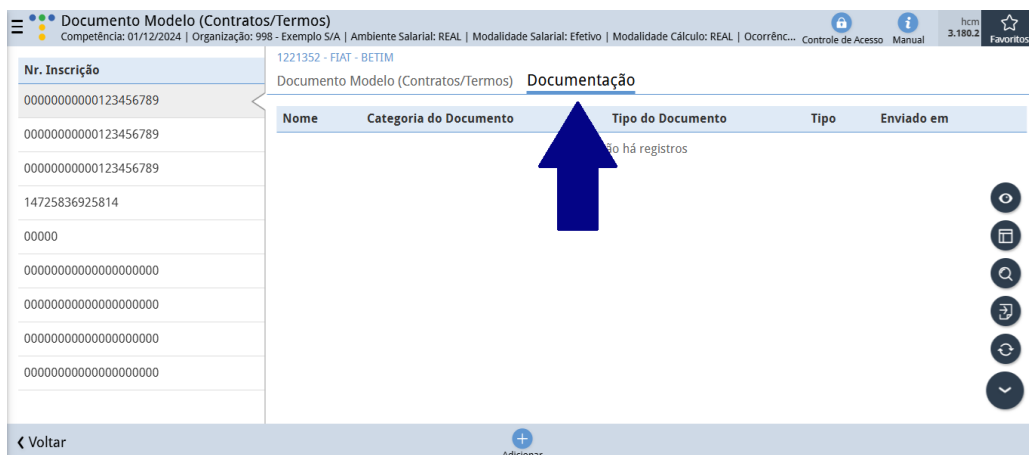 Documento Modelo (Contratos/Termos)
Competência: 01/12/2024 | Organização: 998 - Exemplo S/A | Ambiente Salarial: REAL | Modalidade Salarial: Efetivo | Modalidade Cálculo: REAL | Ocorrênc...
Controle de Acesso
Manual
hcm
3.180.2
Favoritos
Nr. Inscrição
00000000000123456789
00000000000123456789
00000000000123456789
14725836925814
00000
00000000000000000000
00000000000000000000
00000000000000000000
00000000000000000000
1221352 - FIAT - BETIM
Documento Modelo (Contratos/Termos) Documentação
Nome Categoria do Documento Tipo do Documento Tipo Enviado em
há registros
Voltar
Adicionar